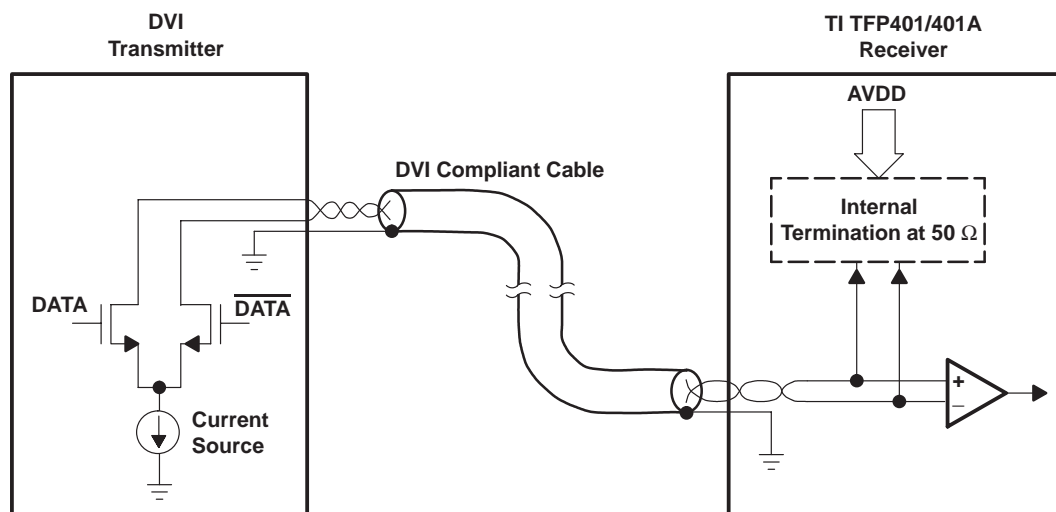 DVI
Transmitter
TI TFP401/401A
Receiver
AVDD
DVI Compliant Cable
Internal
Termination at 50 Ω
DATA
DATA
+
−
Current
Source